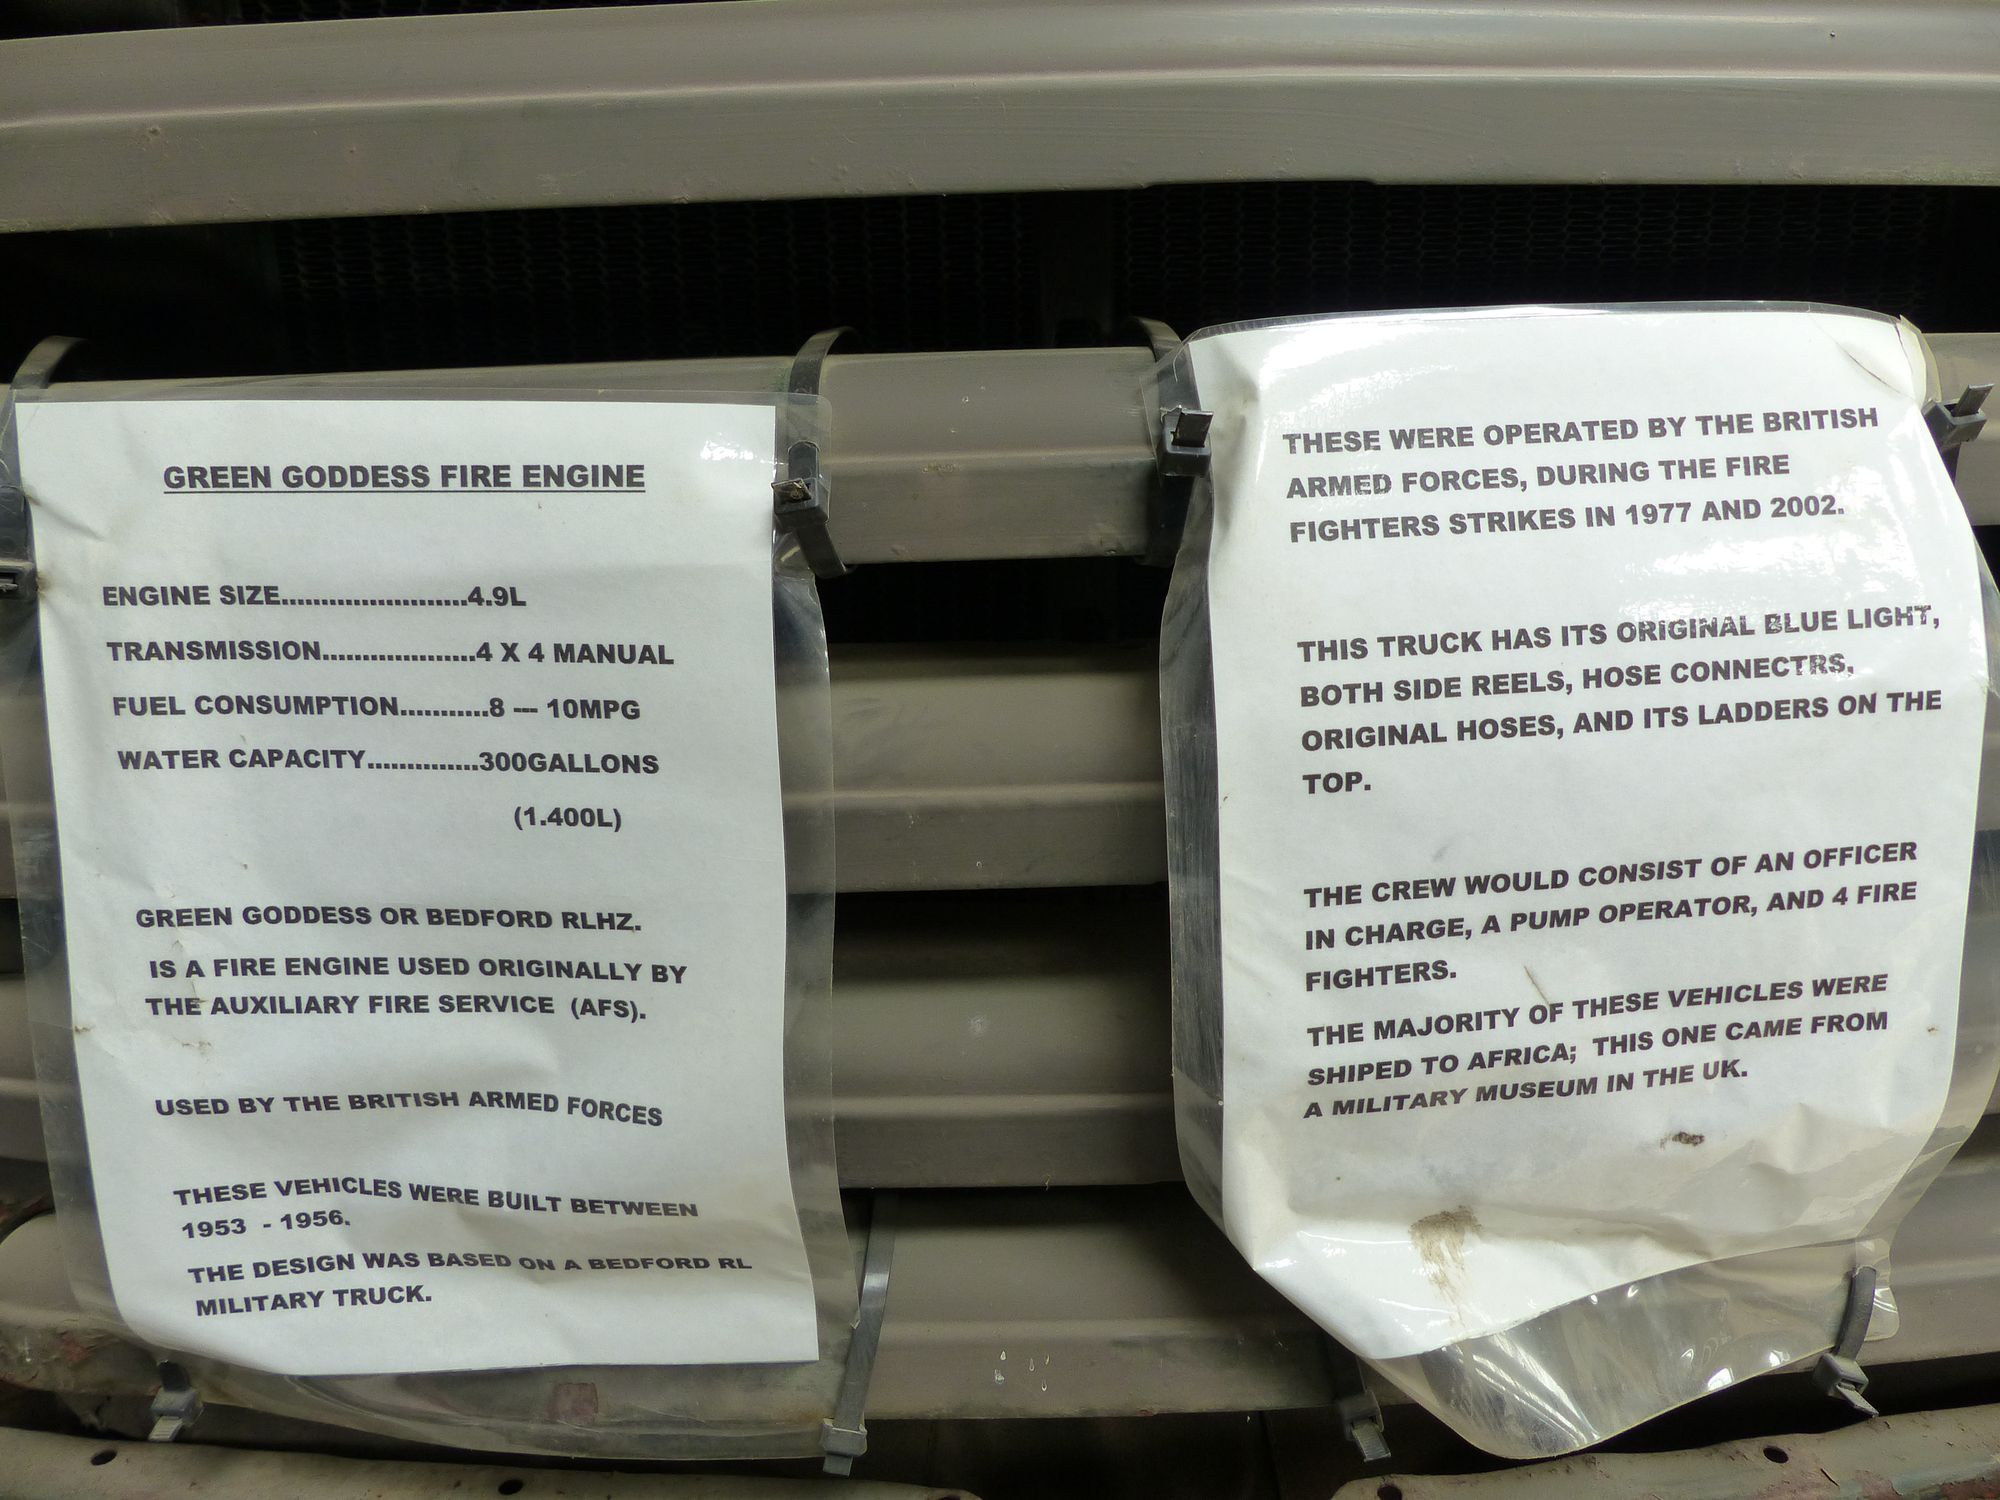 GREEN GODDESS FIRE ENGINE
ENGINE SIZE........................4.9L
TRANSMISSION....................4 X 4 MANUAL
FUEL CONSUMPTION...........8 --- 10MPG
WATER CAPACITY..............300GALLONS
(1.400L)
GREEN GODDESS OR BEDFORD RLHZ.
IS A FIRE ENGINE USED ORIGINALLY BY
THE AUXILIARY FIRE SERVICE (AFS).
USED BY THE BRITISH ARMED FORCES
THESE VEHICLES WERE BUILT BETWEEN
1953 - 1956.
THE DESIGN WAS BASED ON A BEDFORD RL
MILITARY TRUCK.
THESE WERE OPERATED BY THE BRITISH
ARMED FORCES, DURING THE FIRE
FIGHTERS STRIKES IN 1977 AND 2002.
THIS TRUCK HAS ITS ORIGINAL BLUE LIGHT,
BOTH SIDE REELS, HOSE CONNECTRS,
ORIGINAL HOSES, AND ITS LADDERS ON THE
TOP.
THE CREW WOULD CONSIST OF AN OFFICER
IN CHARGE, A PUMP OPERATOR, AND 4 FIRE
FIGHTERS.
THE MAJORITY OF THESE VEHICLES WERE
SHIPED TO AFRICA; THIS ONE CAME FROM
A MILITARY MUSEUM IN THE UK.